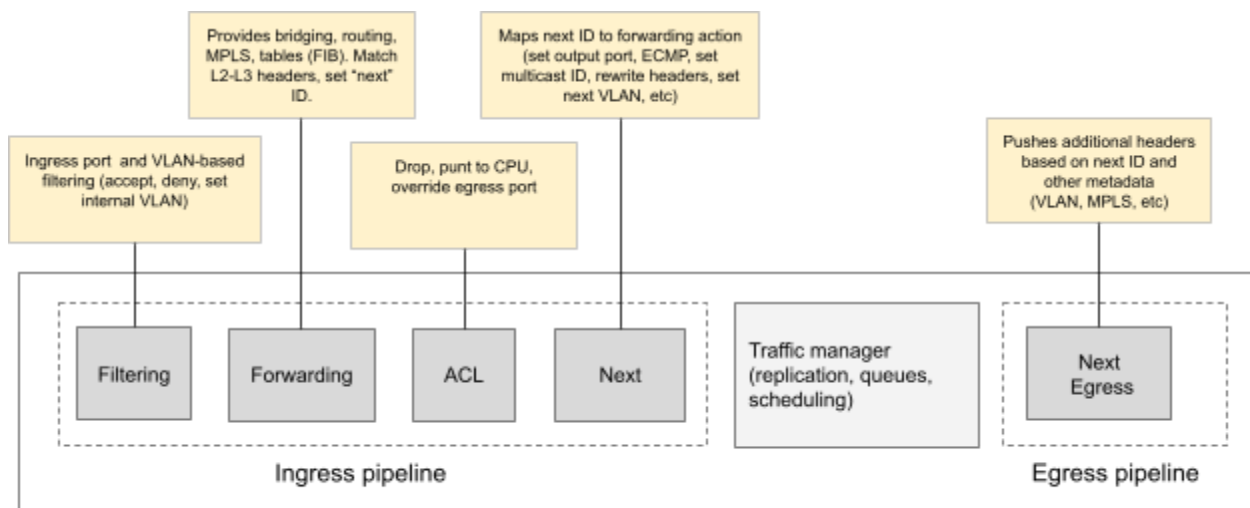 Provides bridging, routing,
MPLS, tables (FIB). Match
L2-L3 headers, set “next”
ID.
Maps next ID to forwarding action
(set output port, ECMP, set
multicast ID, rewrite headers, set
next VLAN, etc)
Ingress port and VLAN-based
filtering (accept, deny, set
internal VLAN)
Drop, punt to CPU,
override egress port
Pushes additional headers
based on next ID and
other metadata
(VLAN, MPLS, etc)
Filtering
Forwarding
ACL
Next
Traffic manager
(replication, queues,
scheduling)
Next
Egress
Ingress pipeline
Egress pipeline